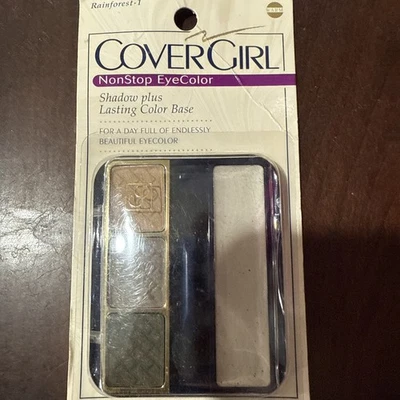 Rainforest-1
COVERGIRL
NonStop EyeColor
Shadow plus
Lasting Color Base
FOR A DAY FULL OF ENDLESSLY
BEAUTIFUL EYECOLOR